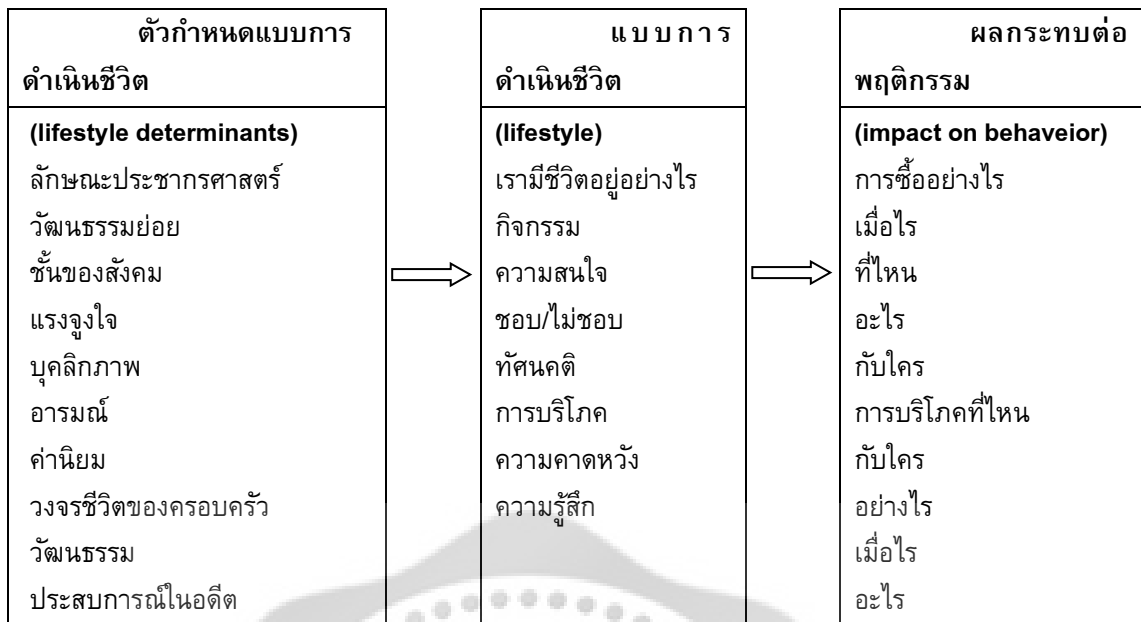 ตัวกำหนดแบบการ
ดำเนินชีวิต
(lifestyle determinants)
ลักษณะประชากรศาสตร์
วัฒนธรรมย่อย
ชั้นของสังคม
แรงจูงใจ
บุคลิกภาพ
อารมณ์
ค่านิยม
วงจรชีวิตของครอบครัว
วัฒนธรรม
ประสบการณ์ในอดีต
แบบการ
ดำเนินชีวิต
(lifestyle)
เรามีชีวิตอยู่อย่างไร
กิจกรรม
ความสนใจ
ชอบ/ไม่ชอบ
ทัศนคติ
การบริโภค
ความคาดหวัง
ความรู้สึก
ผลกระทบต่อ
พฤติกรรม
(impact on behaveior)
การซื้ออย่างไร
เมื่อไร
ที่ไหน
อะไร
กับใคร
การบริโภคที่ไหน
กับใคร
อย่างไร
เมื่อไร
อะไร